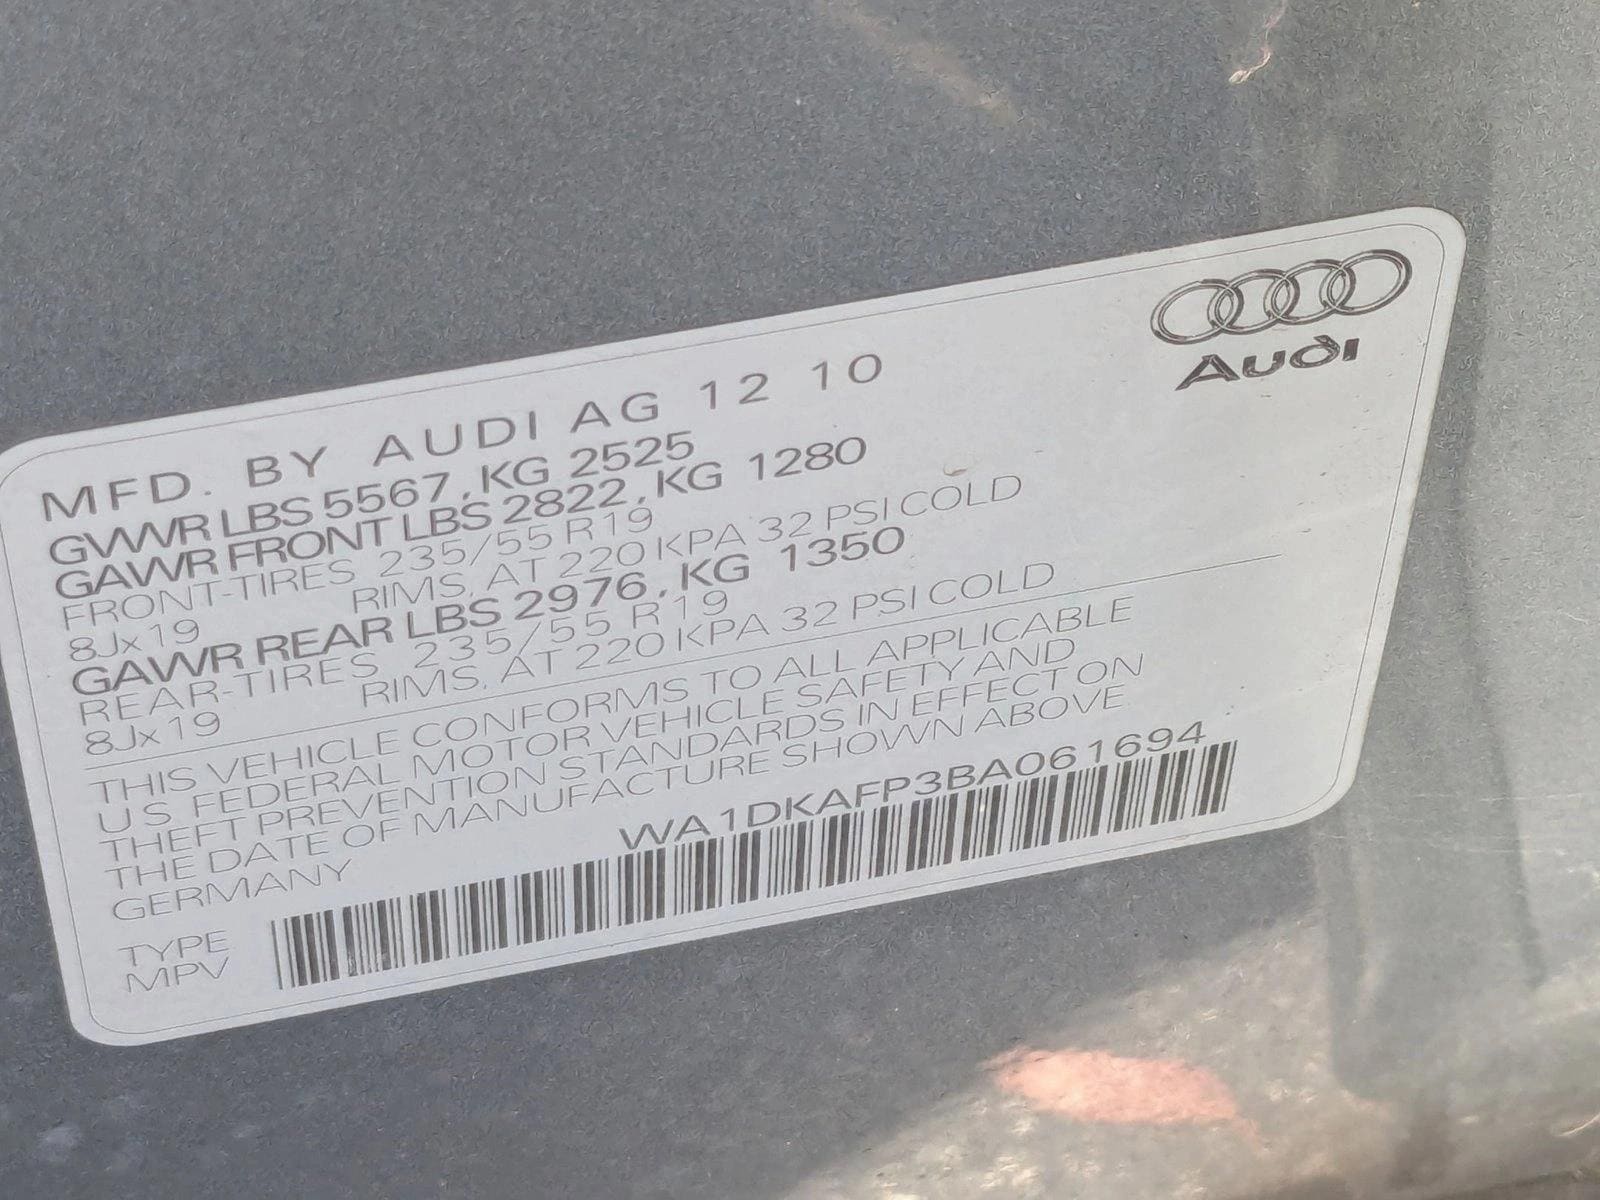 Audi
MFD. BY AUDI AG 12 10
GVWR LBS 5567, KG 2525
GAWR FRONT LBS 2822, KG 1280
FRONT-TIRES 235/55 R19
8Jx19 RIMS, AT 220 KPA 32 PSI COLD
GAWR REAR LBS 2976, KG 1350
REAR-TIRES 235/55 R19
8Jx19 RIMS, AT 220 KPA 32 PSI COLD
THIS VEHICLE CONFORMS TO ALL APPLICABLE
US FEDERAL MOTOR VEHICLE SAFETY AND
THEFT PREVENTION STANDARDS IN EFFECT ON
THE DATE OF MANUFACTURE SHOWN ABOVE
GERMANY WA1DKAFP3BA061694
TYPE
MPV